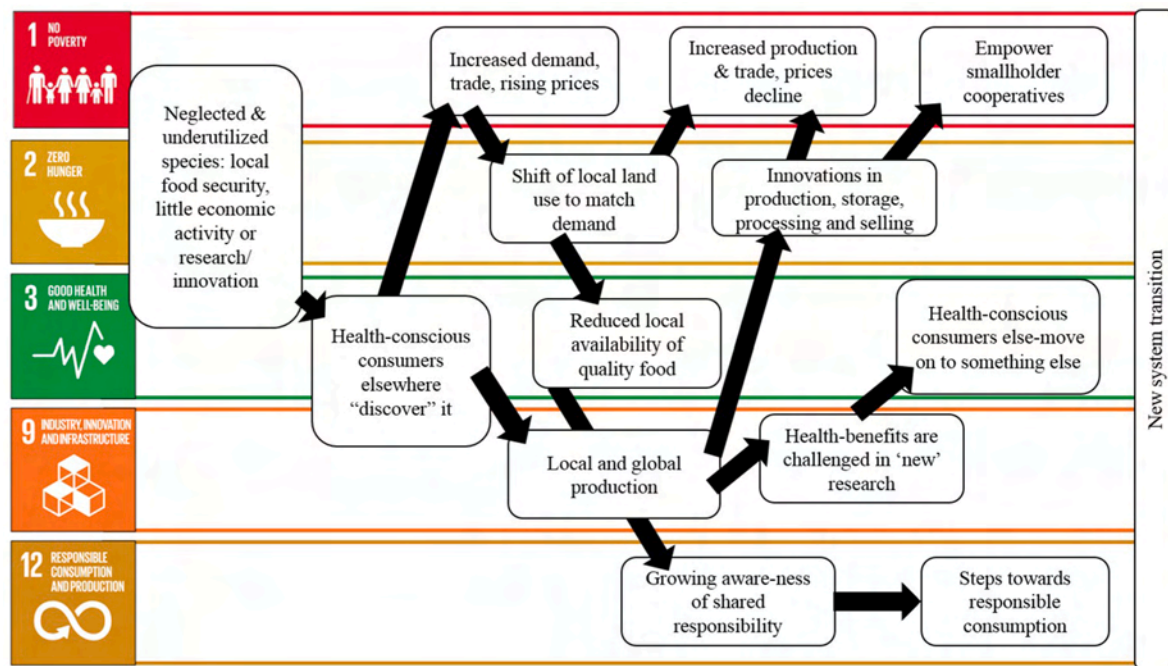 1 NO
POVERTY
2 ZERO
HUNGER
3 GOOD HEALTH
AND WELL-BEING
9 INDUSTRY, INNOVATION
AND INFRASTRUCTURE
12 RESPONSIBLE
CONSUMPTION
AND PRODUCTION
Neglected &
underutilized
species: local
food security,
little economic
activity or
research/
innovation
Health-conscious
consumers
elsewhere
“discover” it
Increased demand,
trade, rising prices
Shift of local land
use to match
demand
Reduced local
availability of
quality food
Local and global
production
Increased production
& trade, prices
decline
Innovations in
production, storage,
processing and selling
Empower
smallholder
cooperatives
Health-benefits are
challenged in ‘new’
research
Health-conscious
consumers else-move
on to something else
Growing aware-ness
of shared
responsibility
Steps towards
responsible
consumption
New system transition